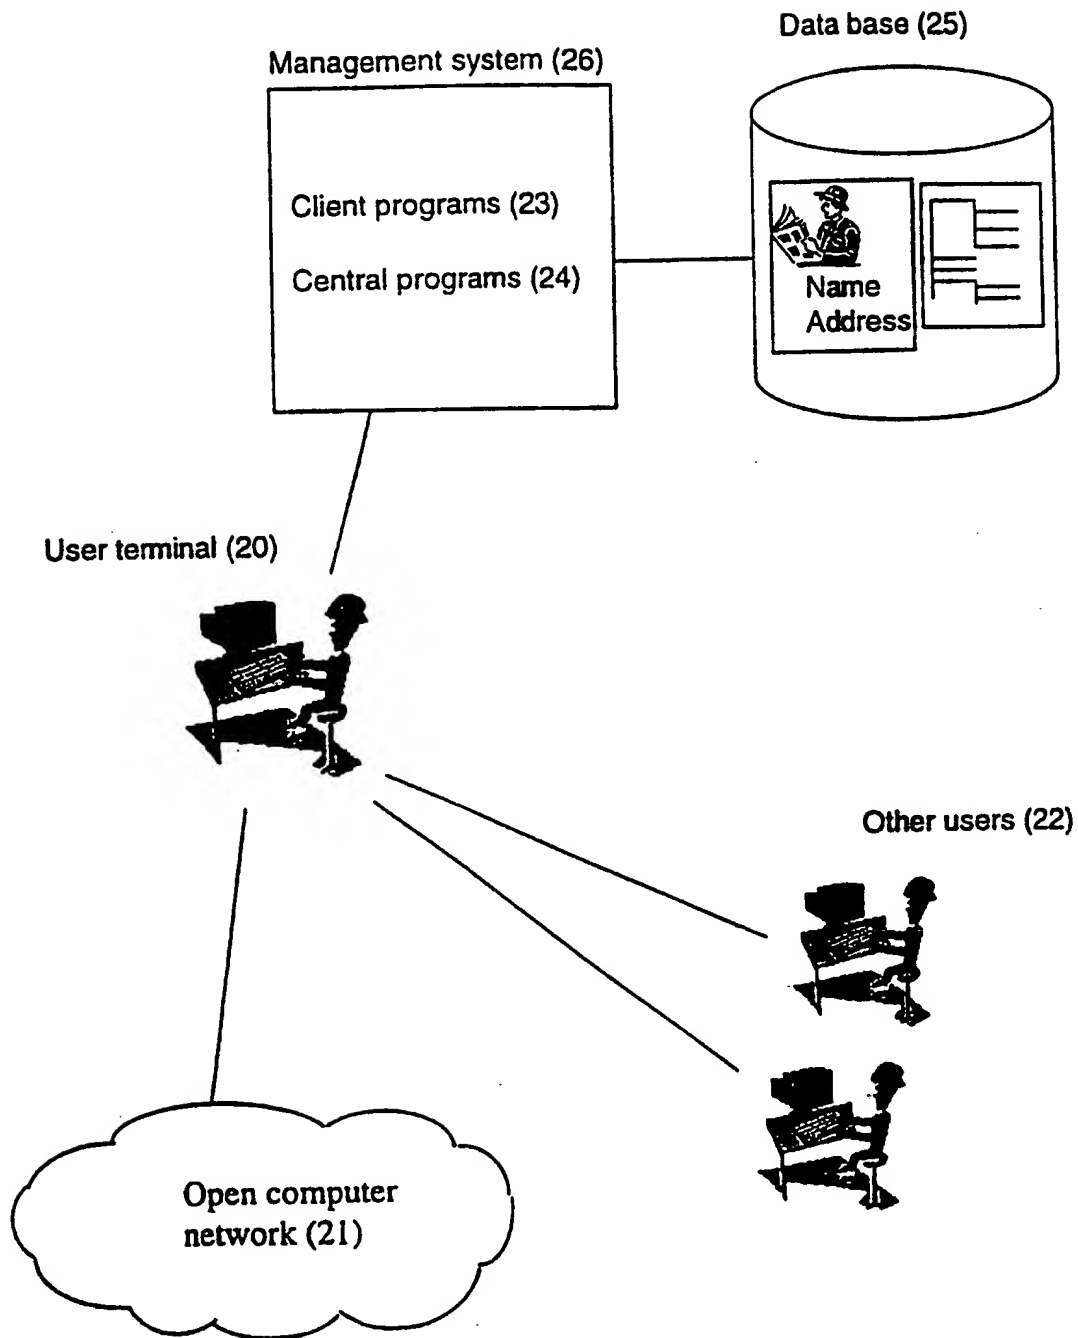 Data base (25)
Management system (26)
Client programs (23)
Central programs (24)
Name
Address
User terminal (20)
Other users (22)
Open computer
network (21)